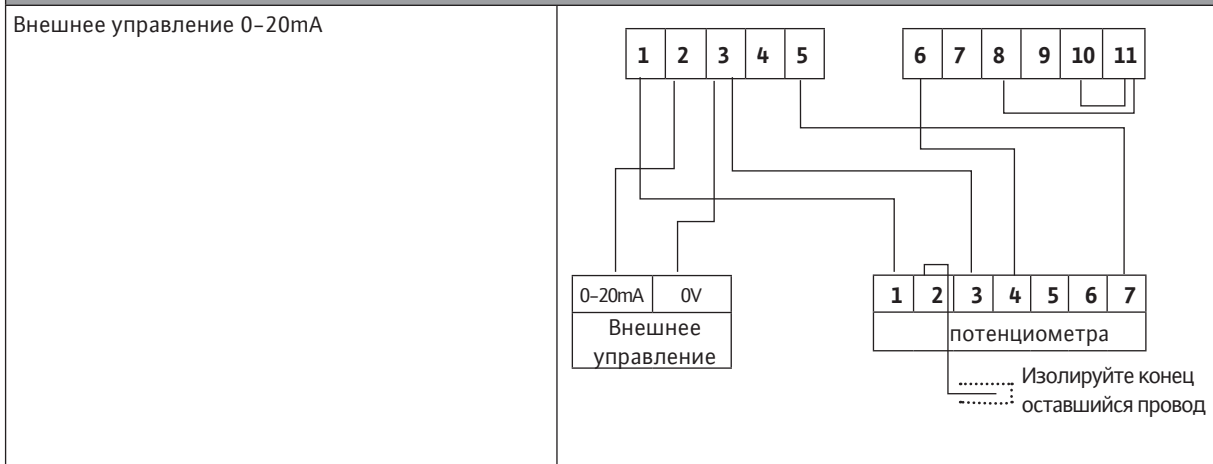 Внешнее управление 0–20mA
1 2 3 4 5
6 7 8 9 10 11
0–20mA 0V
Внешнее
управление
1 2 3 4 5 6 7
потенциометра
Изолируйте конец
оставшийся провод